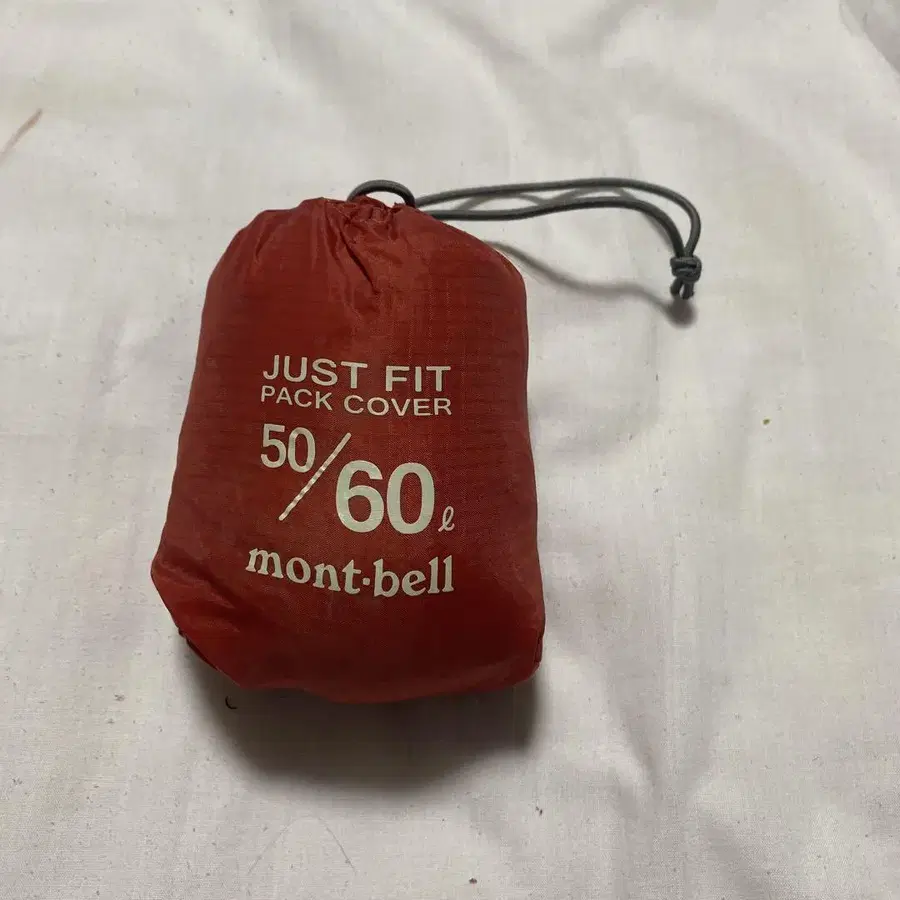 JUST FIT
PACK COVER
50/60ℓ
mont-bell